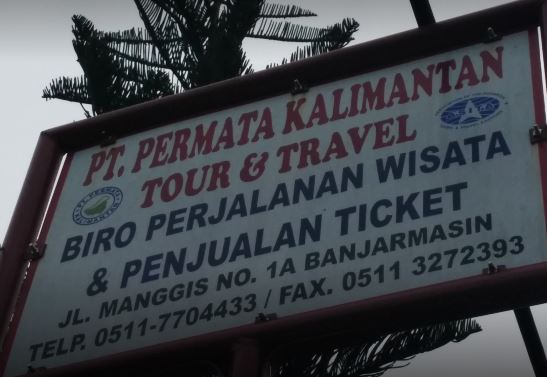 PT. PERMATA KALIMANTAN
TOUR & TRAVEL
BIRO PERJALANAN WISATA
& PENJUALAN TICKET
JL. MANGGIS NO. 1A BANJARMASIN
TELP. 0511-7704433 / FAX. 0511 3272393